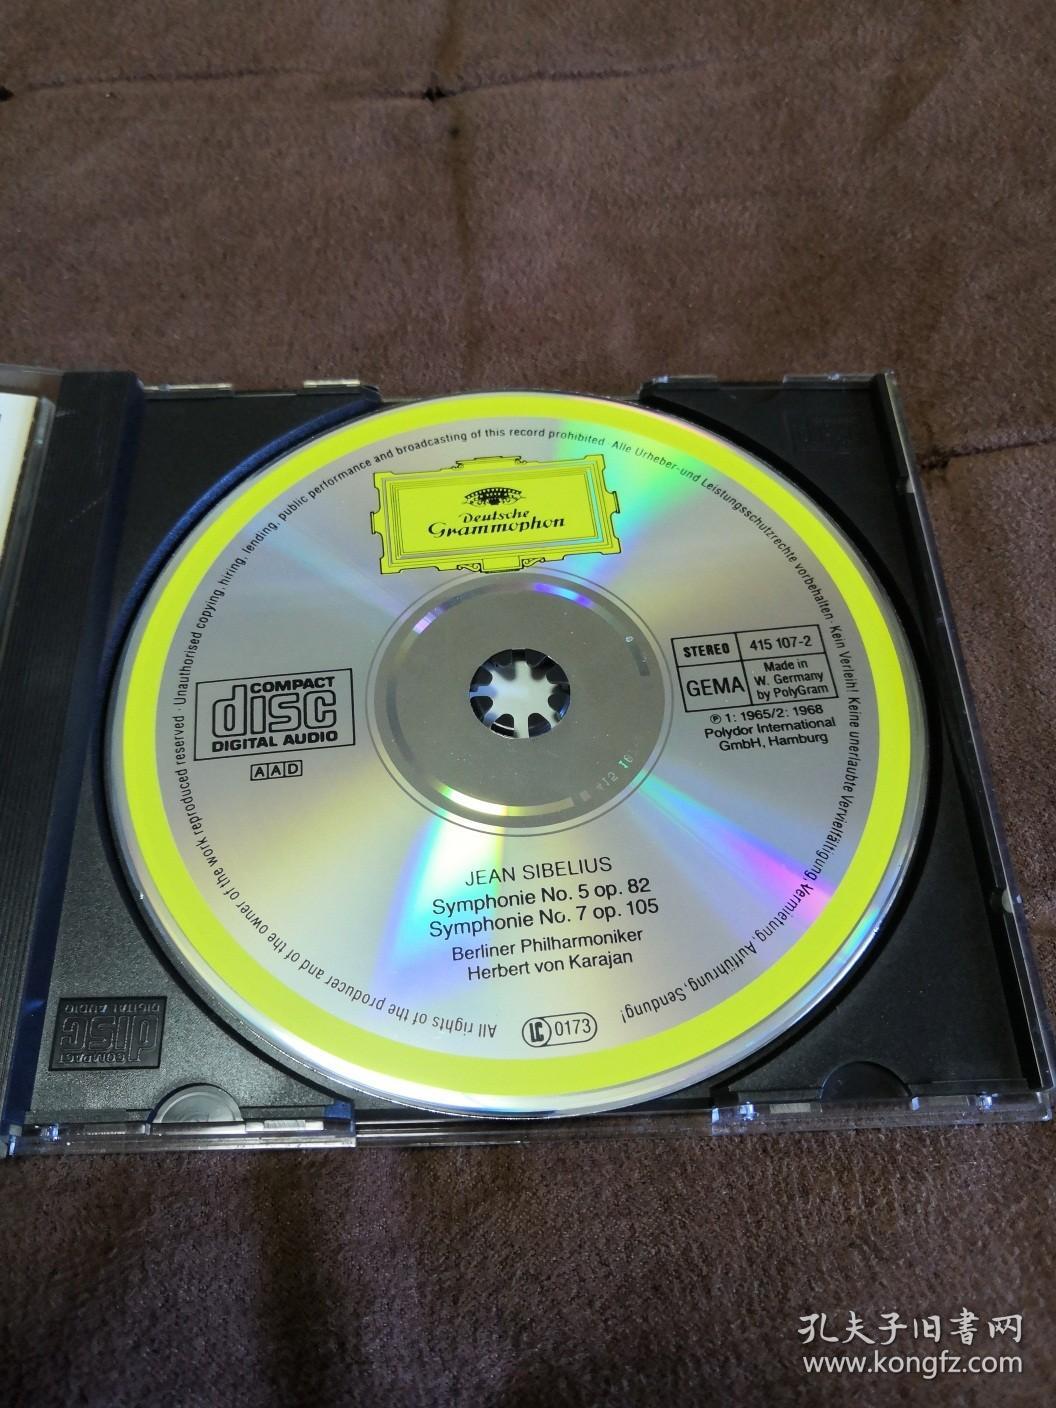 All rights of the producer and of the owner of the work reproduced reserved · Unauthorised copying, hiring, lending, public performance and broadcasting of this record prohibited · Alle Urheber- und Leistungsschutzrechte vorbehalten · Kein Verleih! Keine unerlaubte Vervielfältigung, Vermietung, Aufführung, Sendung!
Deutsche
Grammophon
STEREO 415 107-2
GEMA
Made in
W. Germany
by PolyGram
℗ 1: 1965/2: 1968
Polydor International
GmbH, Hamburg
COMPACT
disc
DIGITAL AUDIO
AAD
JEAN SIBELIUS
Symphonie No. 5 op. 82
Symphonie No. 7 op. 105
Berliner Philharmoniker
Herbert von Karajan
LC 0173
COMPACT
disc
DIGITAL AUDIO
孔夫子旧書网
www.kongfz.com